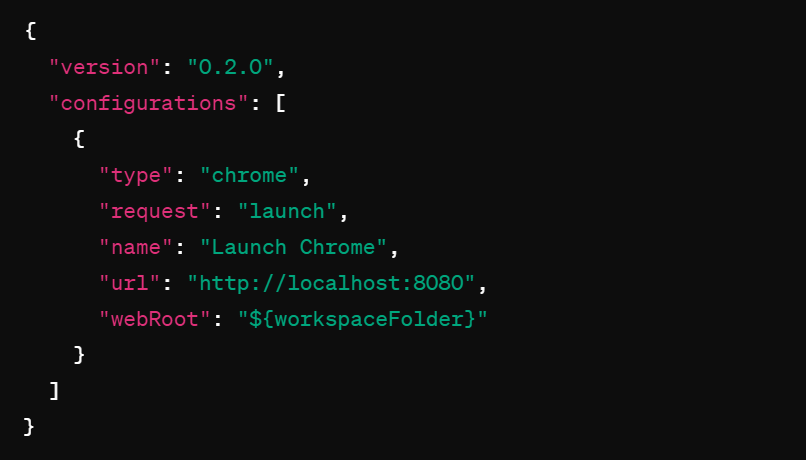 {
  "version": "0.2.0",
  "configurations": [
    {
      "type": "chrome",
      "request": "launch",
      "name": "Launch Chrome",
      "url": "http://localhost:8080",
      "webRoot": "${workspaceFolder}"
    }
  ]
}